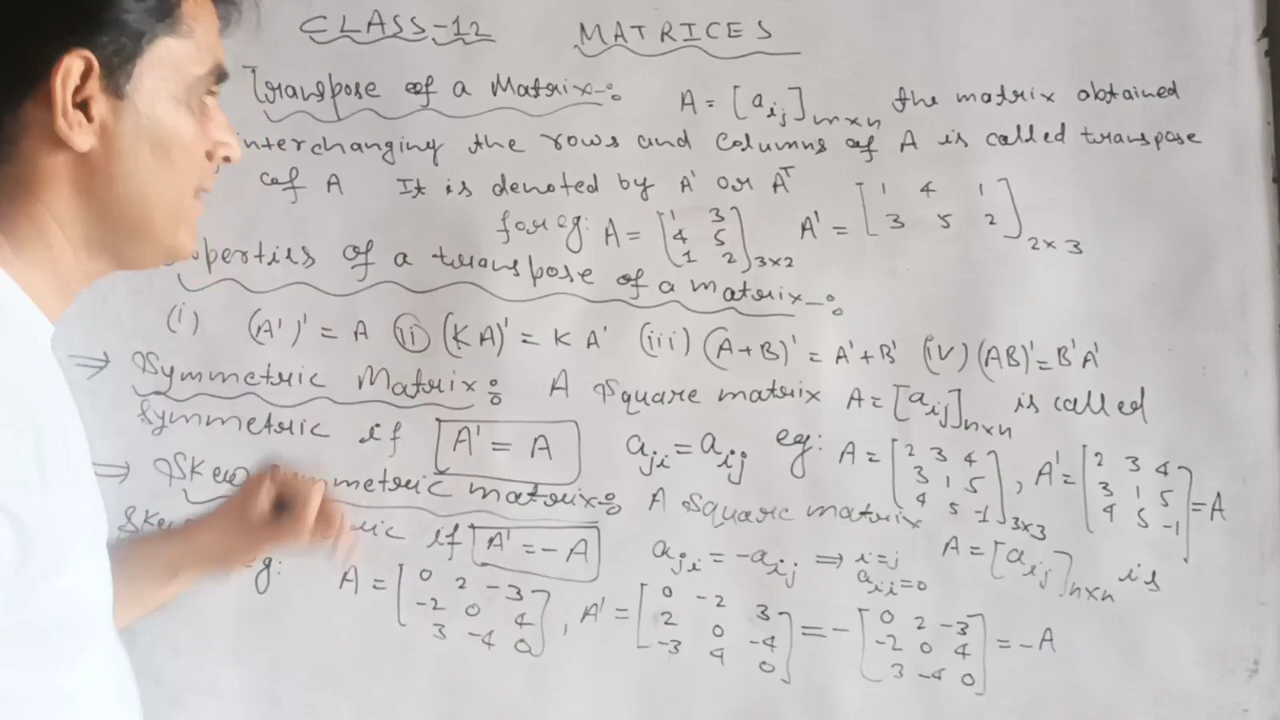 CLASS-12 MATRICES
Transpose of a Matrix:- A = [aij]m×n the matrix obtained
interchanging the rows and columns of A is called transpose
of A It is denoted by A' or Aᵀ
for eg: A = [1 3; 4 5; 1 2]3×2 A' = [1 4 1; 3 5 2]2×3
perties of a transpose of a matrix:-
(i) (A')' = A (ii) (KA)' = KA' (iii) (A+B)' = A'+B' (iv) (AB)' = B'A'
⇒ Symmetric Matrix: A square matrix A = [aij]n×n is called
symmetric if A' = A aji = aij eg: A = [2 3 4; 3 1 5; 4 5 -1]3×3, A' = [2 3 4; 3 1 5; 4 5 -1] = A
⇒ Skew mmetric matrix:- A square matrix A = [aij]n×n is
Ske ric if A' = -A aji = -aij ⇒ i=j aii=0
eg: A = [0 2 -3; -2 0 4; 3 -4 0], A' = [0 -2 3; 2 0 -4; -3 4 0] = -[0 2 -3; -2 0 4; 3 -4 0] = -A